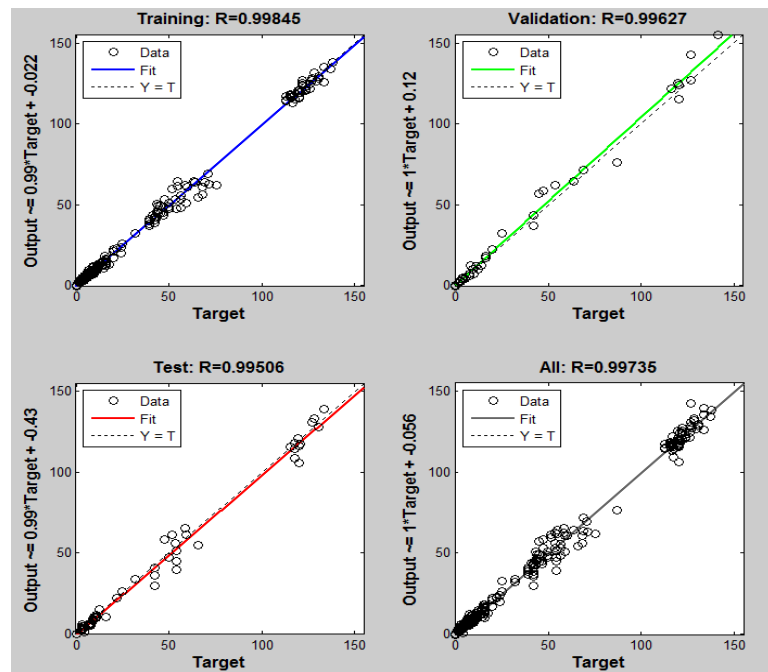 Training: R=0.99845
Output ~= 0.99*Target + -0.022
150
100
50
0
Data
Fit
Y = T
0
50
100
150
Target
Validation: R=0.99627
Output ~= 1*Target + 0.12
150
100
50
0
Data
Fit
Y = T
0
50
100
150
Target
Test: R=0.99506
Output ~= 0.99*Target + -0.43
150
100
50
0
Data
Fit
Y = T
0
50
100
150
Target
All: R=0.99735
Output ~= 1*Target + -0.056
150
100
50
0
Data
Fit
Y = T
0
50
100
150
Target